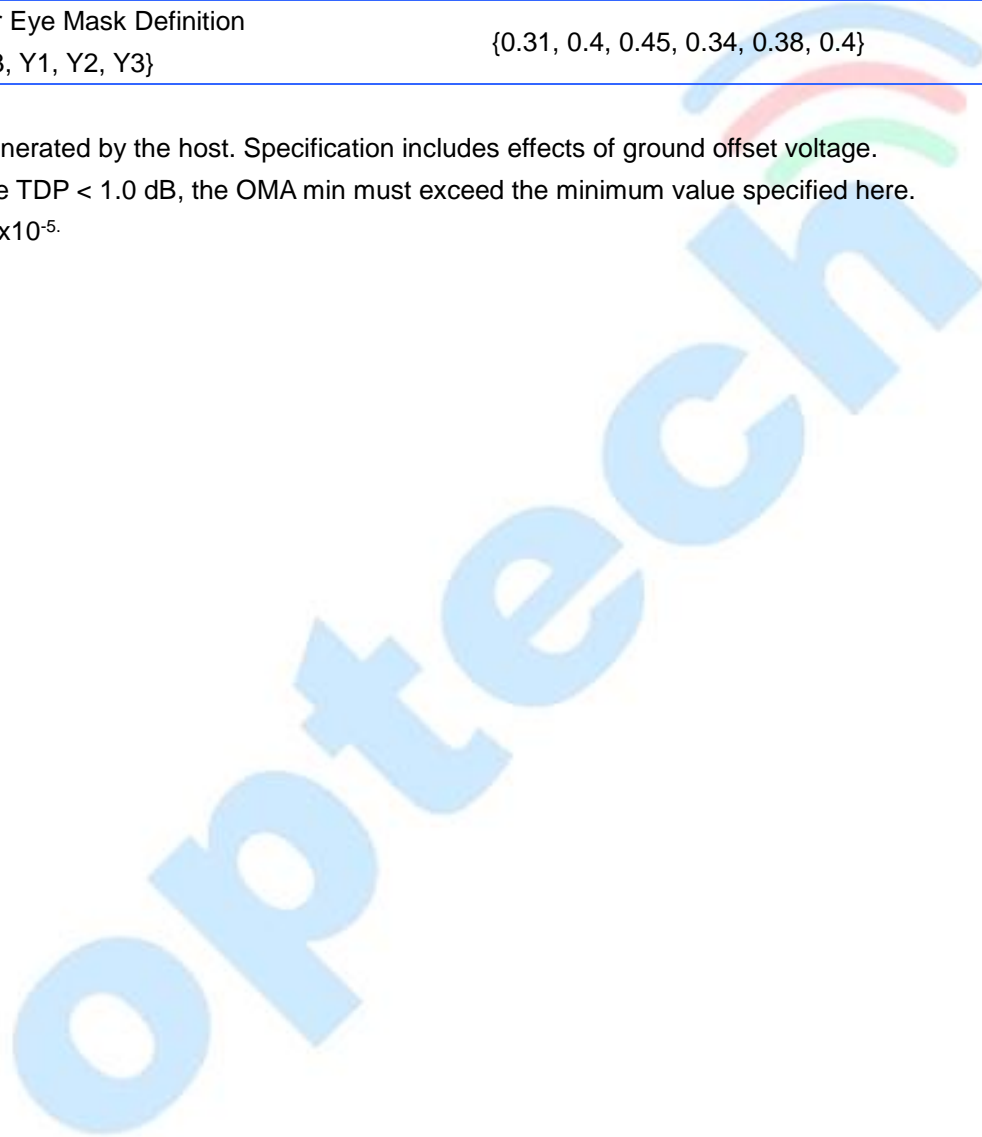 Eye Mask Definition
{0.31, 0.4, 0.45, 0.34, 0.38, 0.4}
, Y1, Y2, Y3}
nerated by the host. Specification includes effects of ground offset voltage.
e TDP < 1.0 dB, the OMA min must exceed the minimum value specified here.
x10⁻⁵.
optech